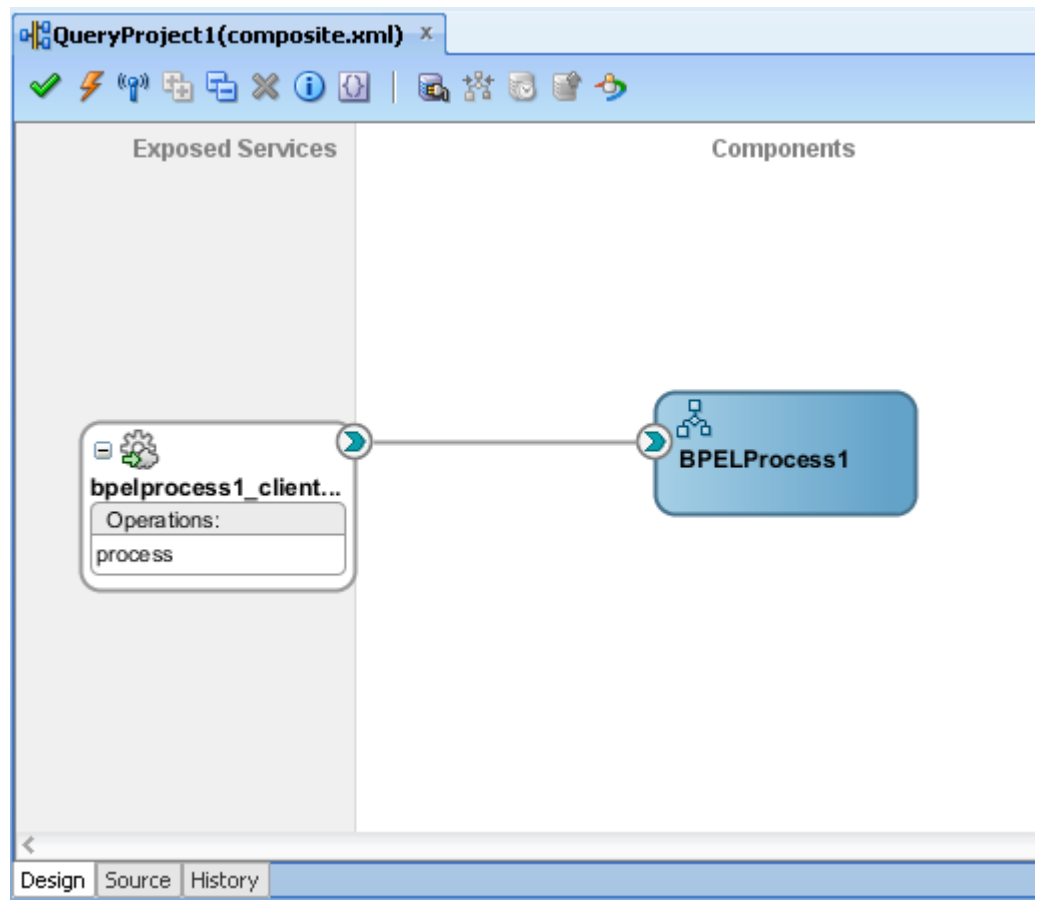 QueryProject1(composite.xml) x
Exposed Services
Components
bpelprocess1_client...
Operations:
process
BPELProcess1
Design Source History